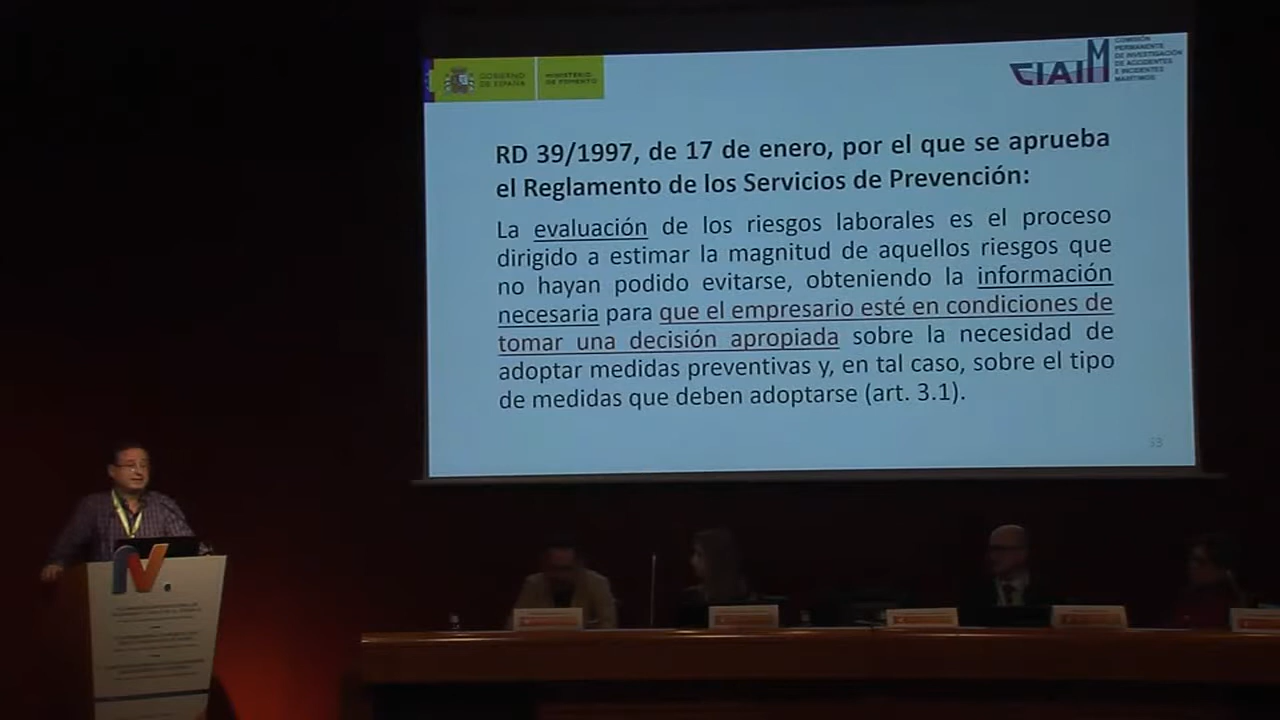 GOBIERNO
DE ESPAÑA
MINISTERIO
DE FOMENTO
CIAIM
COMISIÓN
PERMANENTE
DE INVESTIGACIÓN
DE ACCIDENTES
E INCIDENTES
MARÍTIMOS
RD 39/1997, de 17 de enero, por el que se aprueba
el Reglamento de los Servicios de Prevención:
La evaluación de los riesgos laborales es el proceso
dirigido a estimar la magnitud de aquellos riesgos que
no hayan podido evitarse, obteniendo la información
necesaria para que el empresario esté en condiciones de
tomar una decisión apropiada sobre la necesidad de
adoptar medidas preventivas y, en tal caso, sobre el tipo
de medidas que deben adoptarse (art. 3.1).
53